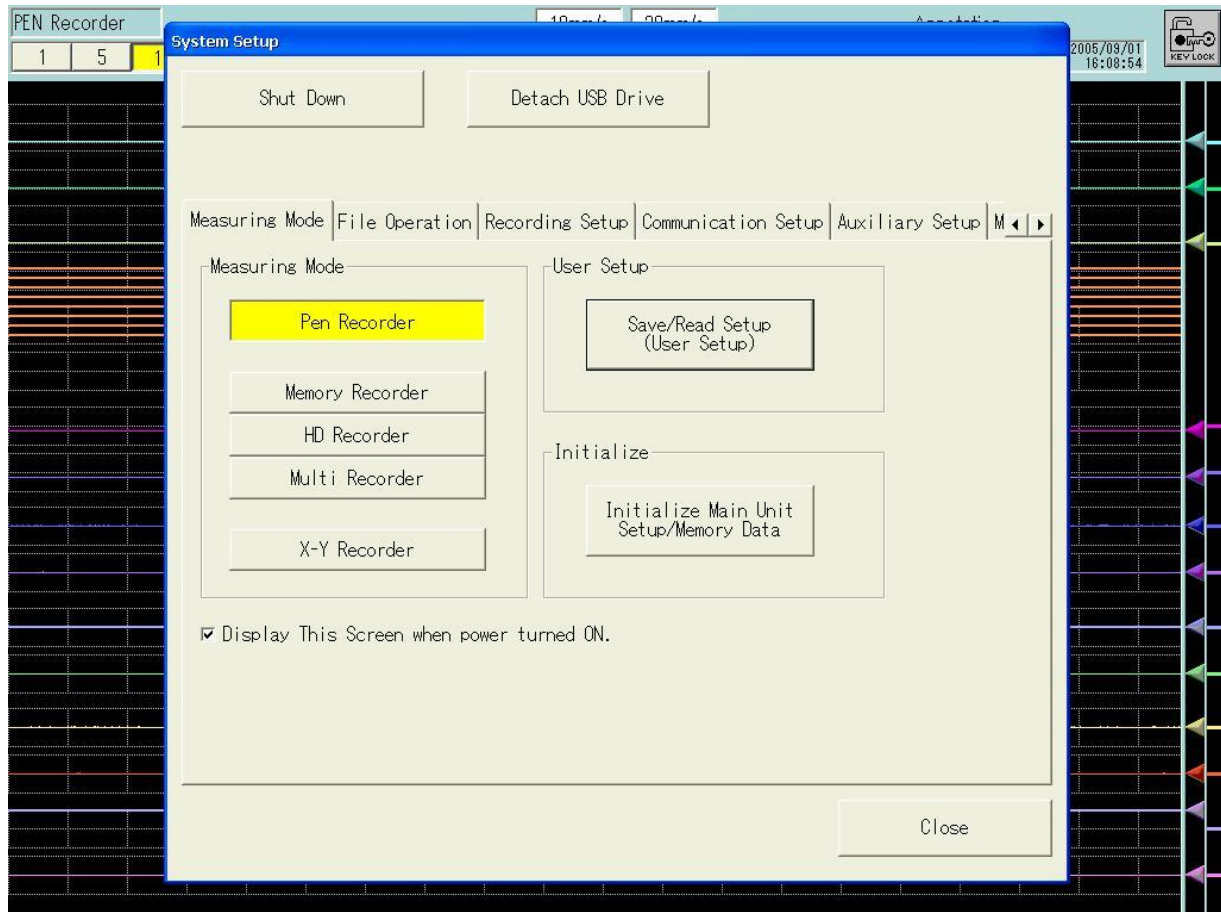 PEN Recorder
1 5 1
2005/09/01
16:08:54
KEY LOCK
System Setup
Shut Down
Detach USB Drive
Measuring Mode File Operation Recording Setup Communication Setup Auxiliary Setup M
Measuring Mode
Pen Recorder
Memory Recorder
HD Recorder
Multi Recorder
X-Y Recorder
User Setup
Save/Read Setup
(User Setup)
Initialize
Initialize Main Unit
Setup/Memory Data
Display This Screen when power turned ON.
Close